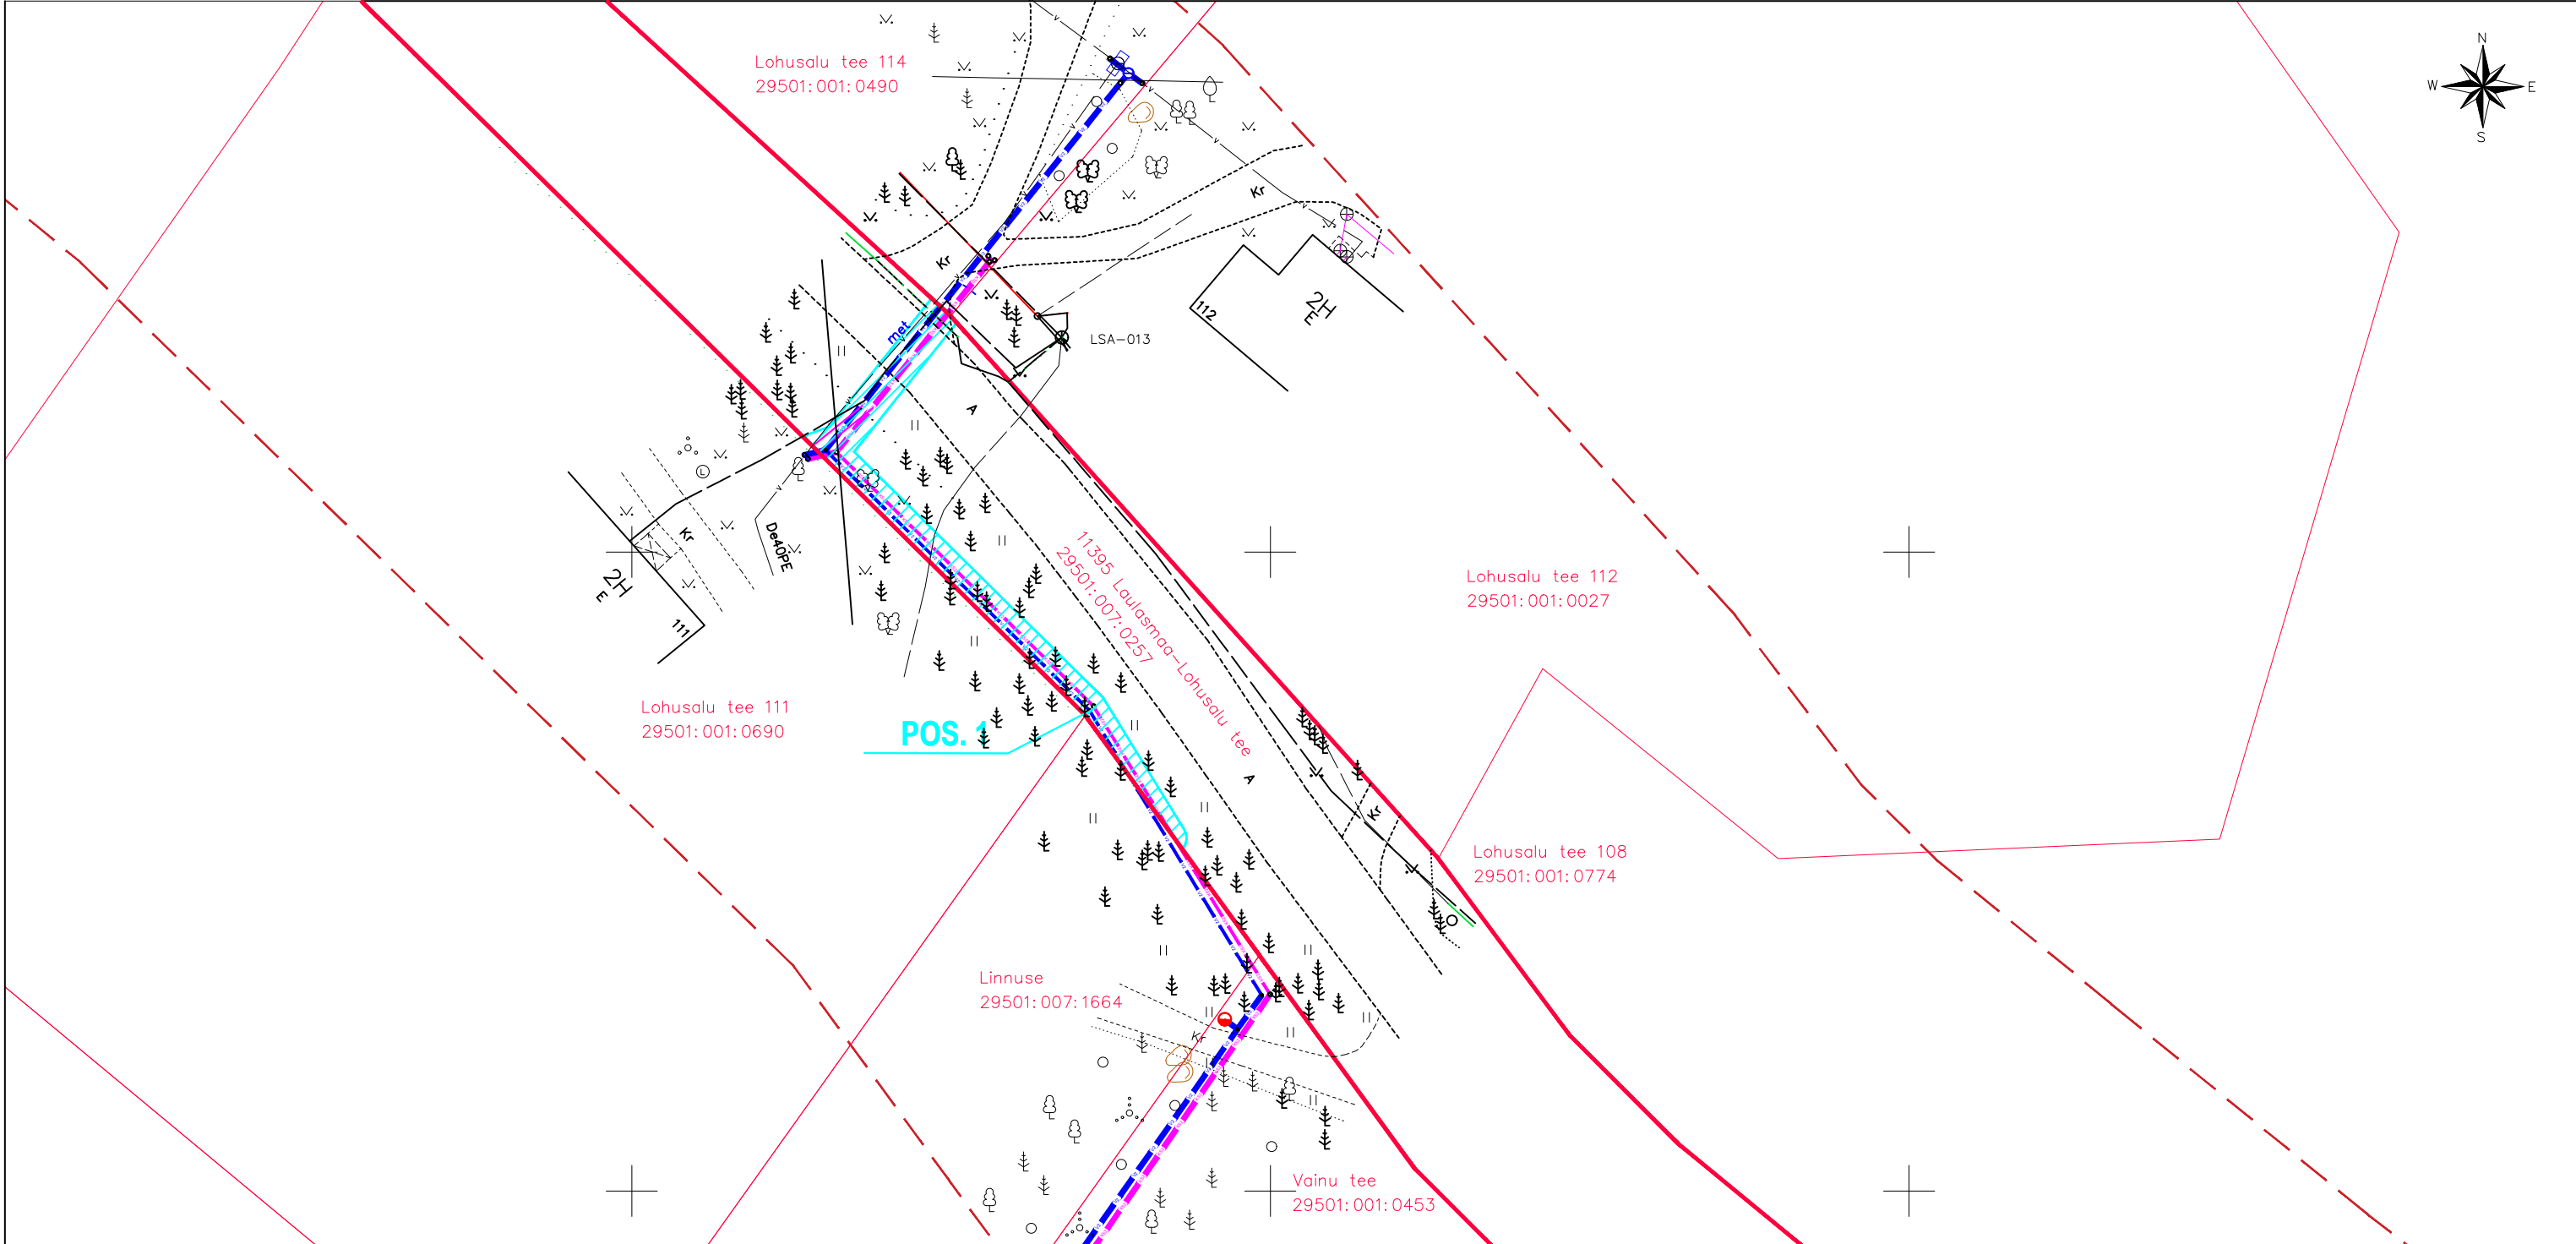 Lohusalu tee 114
29501:001:0490
N
W
E
S
Kr
Kr
112
2H
E
LSA-013
met
A
Kr
De40PE
2H
E
111
11395 Laulasmaa-Lohusalu tee
29501:007:0257
A
Lohusalu tee 112
29501:001:0027
Lohusalu tee 111
29501:001:0690
POS. 1
Kr
Lohusalu tee 108
29501:001:0774
Linnuse
29501:007:1664
Kr
Vainu tee
29501:001:0453